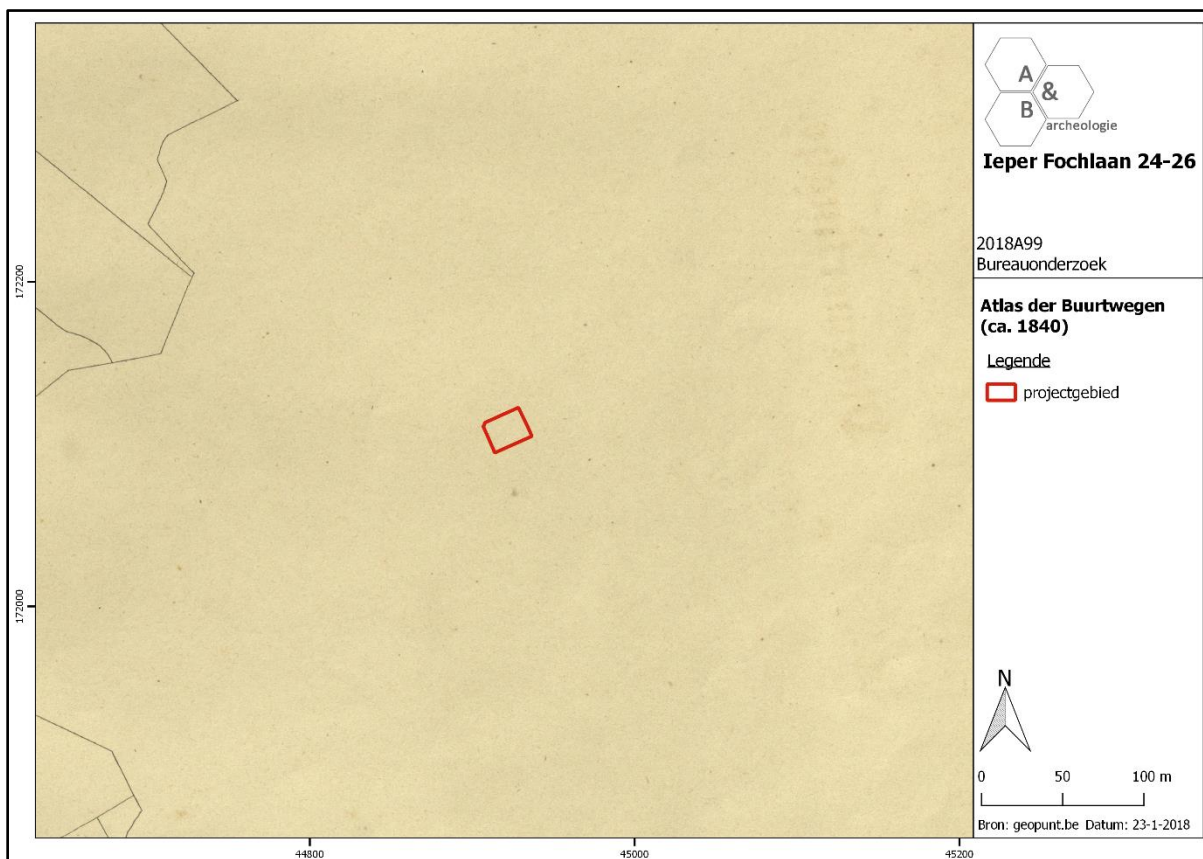 A
&
B
archeologie
Ieper Fochlaan 24-26
2018A99
Bureauonderzoek
Atlas der Buurtwegen
(ca. 1840)
Legende
projectgebied
N
0 50 100 m
Bron: geopunt.be Datum: 23-1-2018
172200
172000
44800 45000 45200